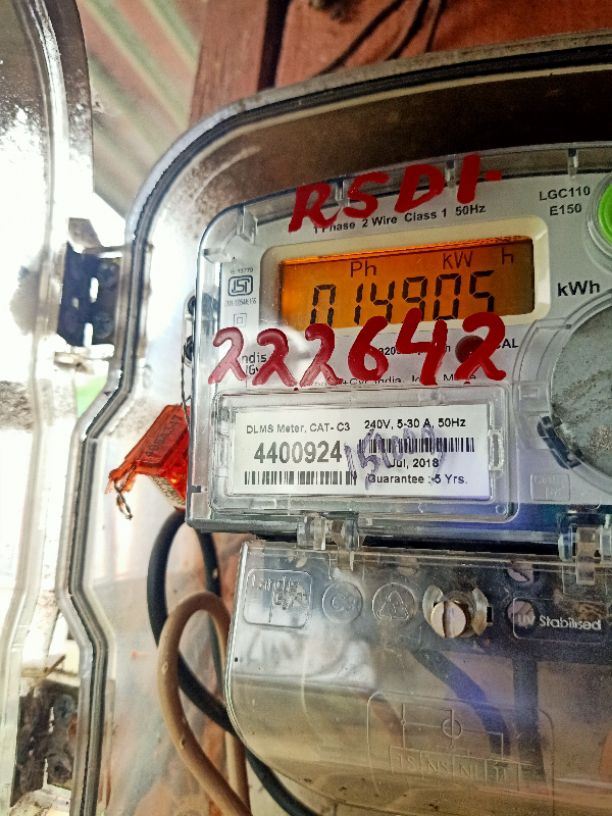 RSDI-
LGC110
E150
1 Phase 2 Wire Class 1 50Hz
Ph kW h
014905
kWh
222642
DLMS Meter, CAT- C3 240V, 5-30 A, 50Hz
4400924
Jul, 2018
Guarantee : 5 Yrs.
UV Stabilised